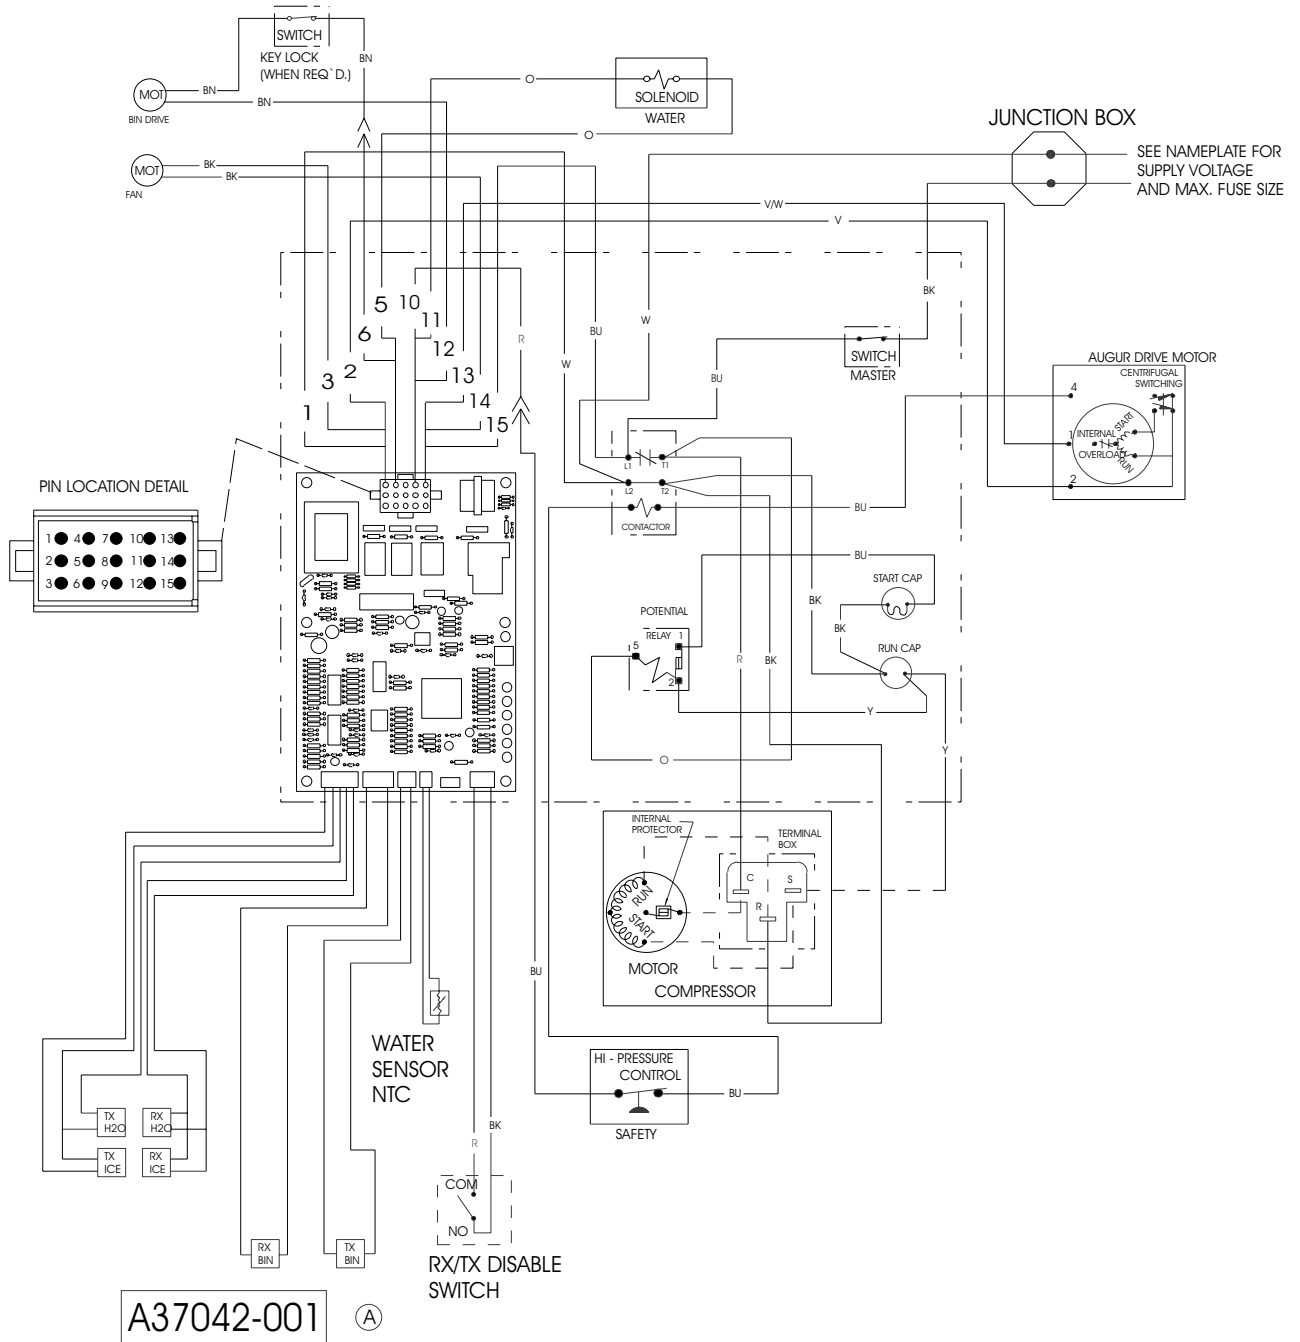 SWITCH
KEY LOCK
(WHEN REQ`D.)
BN
MOT
BN
BN
BIN DRIVE
O
SOLENOID
WATER
O
JUNCTION BOX
SEE NAMEPLATE FOR
SUPPLY VOLTAGE
AND MAX. FUSE SIZE
MOT
BK
BK
FAN
V/W
V
5
10
6
11
2
12
3
13
1
14
15
R
BU
W
W
BK
SWITCH
MASTER
BU
AUGUR DRIVE MOTOR
CENTRIFUGAL
SWITCHING
4
1
2
START
INTERNAL
OVERLOAD
RUN
L1
T1
L2
T2
CONTACTOR
BU
PIN LOCATION DETAIL
1 4 7 10 13
2 5 8 11 14
3 6 9 12 15
BU
START CAP
BK
BK
RUN CAP
POTENTIAL
RELAY
1
5
2
R
BK
Y
Y
O
INTERNAL
PROTECTOR
TERMINAL
BOX
C
S
R
RUN
START
MOTOR
COMPRESSOR
BU
WATER
SENSOR
NTC
HI - PRESSURE
CONTROL
BU
SAFETY
TX
H2O
RX
H2O
TX
ICE
RX
ICE
R
BK
COM
NO
RX
BIN
TX
BIN
RX/TX DISABLE
SWITCH
A37042-001
A